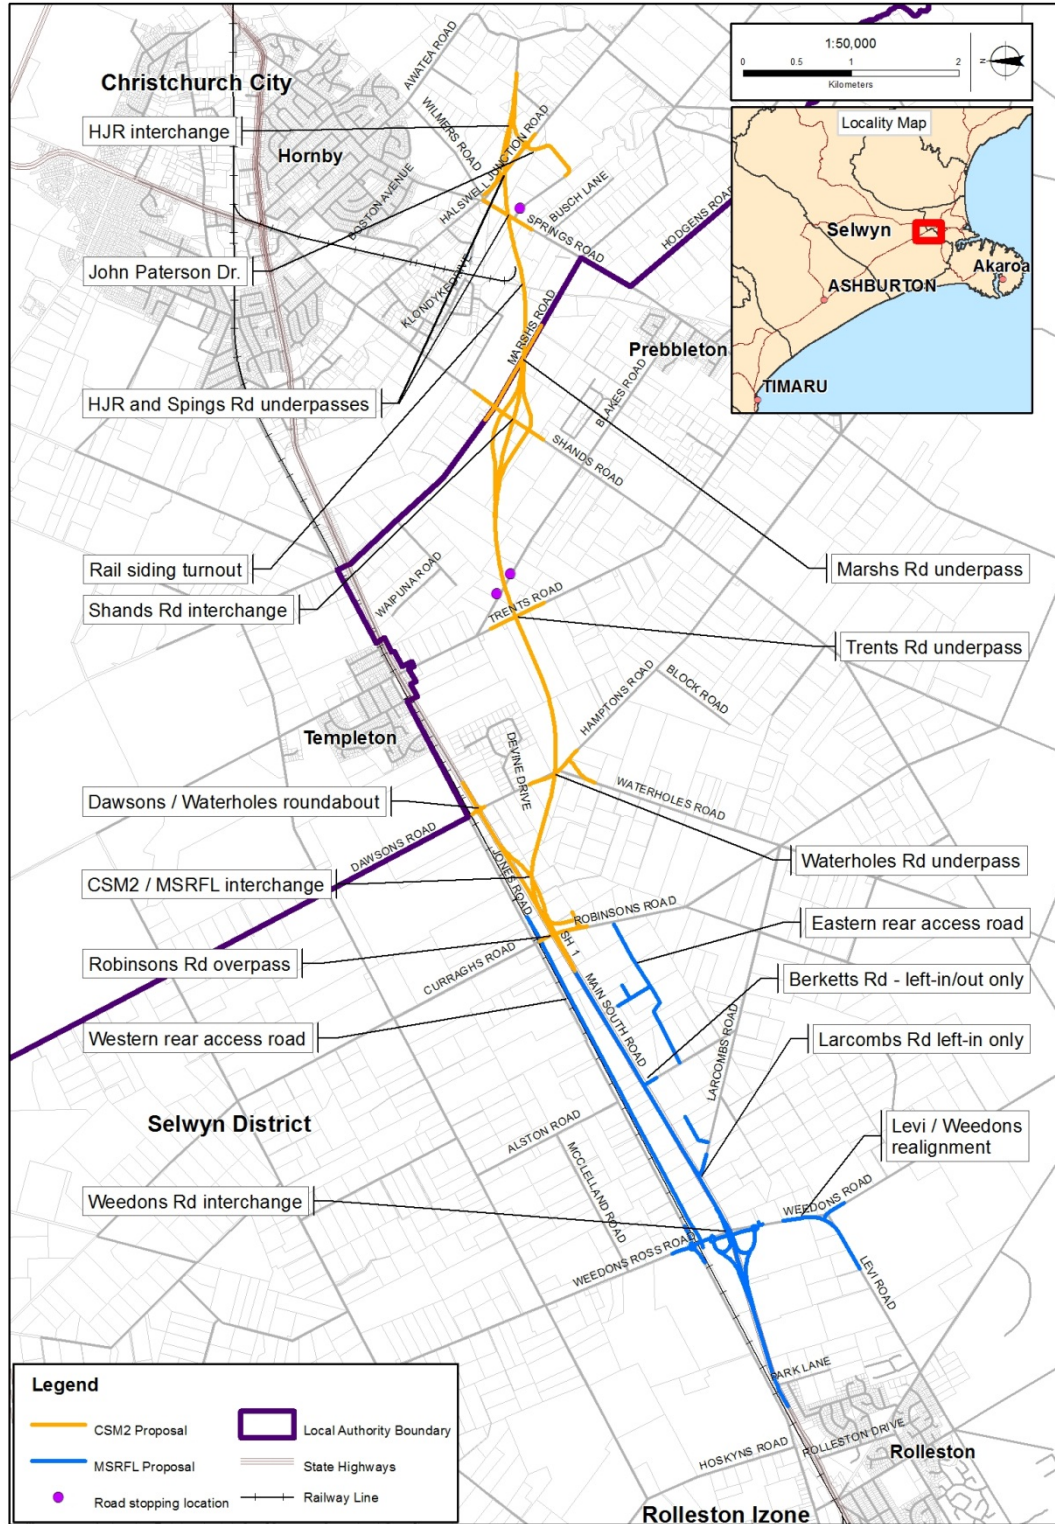 1:50,000
0
0.5
1
2
Kilometers
N
Locality Map
Selwyn
Akaroa
ASHBURTON
TIMARU
Christchurch City
AWATEA ROAD
HJR interchange
WILMERS ROAD
Hornby
HALSWELL JUNCTION ROAD
BOSTON AVENUE
BUSCH LANE
SPRINGS ROAD
HODGENS ROAD
John Paterson Dr.
KLONDYKE DRIVE
MARSHS ROAD
Prebbleton
HJR and Spings Rd underpasses
BLAKES ROAD
SHANDS ROAD
Rail siding turnout
Marshs Rd underpass
WAIPUNA ROAD
Shands Rd interchange
TRENTS ROAD
Trents Rd underpass
HAMPTONS ROAD
BLOCK ROAD
Templeton
DEVINE DRIVE
WATERHOLES ROAD
Dawsons / Waterholes roundabout
DAWSONS ROAD
JONES ROAD
Waterholes Rd underpass
CSM2 / MSRFL interchange
ROBINSONS ROAD
Eastern rear access road
SH 1
CURRAGHS ROAD
Robinsons Rd overpass
MAIN SOUTH ROAD
Berketts Rd - left-in/out only
Western rear access road
LARCOMBS ROAD
Larcombs Rd left-in only
Selwyn District
ALSTON ROAD
MCCLELLAND ROAD
Levi / Weedons
realignment
Weedons Rd interchange
WEEDONS ROAD
WEEDONS ROSS ROAD
LEVI ROAD
PARK LANE
HOSKYNS ROAD
ROLLESTON DRIVE
Rolleston
Rolleston Izone
Legend
CSM2 Proposal
Local Authority Boundary
MSRFL Proposal
State Highways
Road stopping location
Railway Line